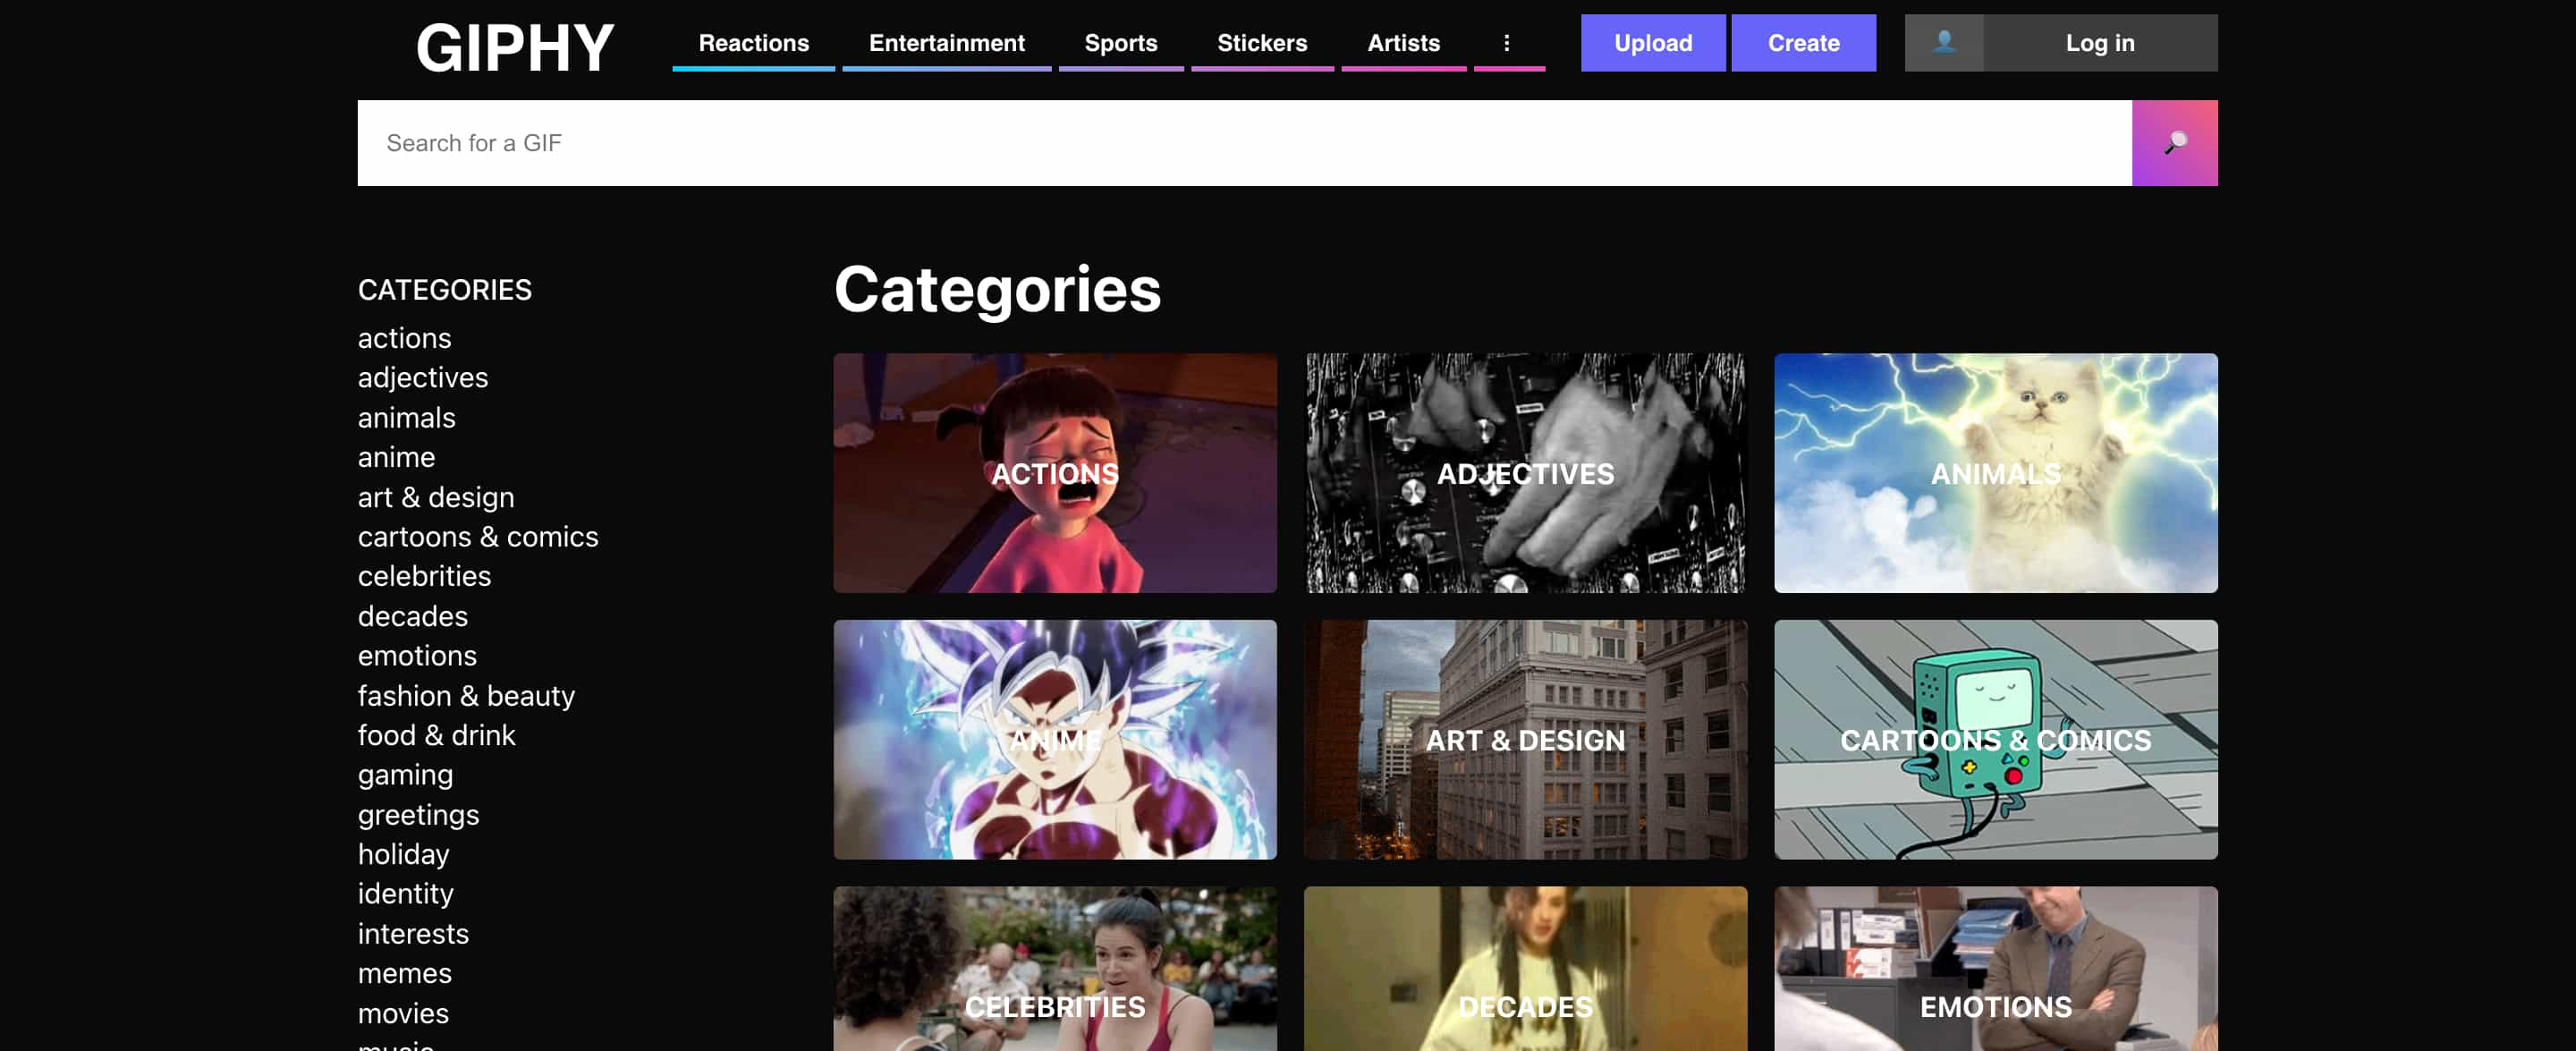 GIPHY
Reactions
Entertainment
Sports
Stickers
Artists
Upload
Create
Log in
Search for a GIF
CATEGORIES
actions
adjectives
animals
anime
art & design
cartoons & comics
celebrities
decades
emotions
fashion & beauty
food & drink
gaming
greetings
holiday
identity
interests
memes
movies
music
Categories
ACTIONS
ADJECTIVES
ANIMALS
ANIME
ART & DESIGN
CARTOONS & COMICS
CELEBRITIES
DECADES
EMOTIONS